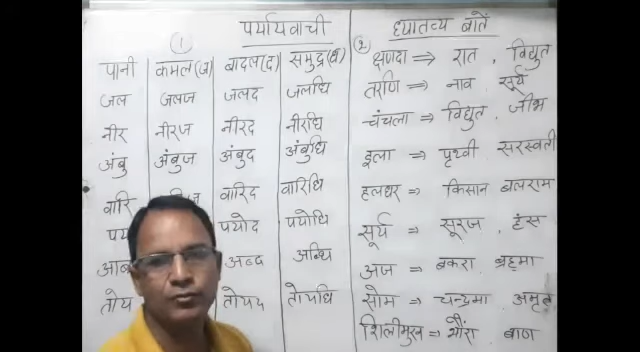 पर्यायवाची
①
पानी कमल(ज) बादल(द) समुद्र(धि)
जल जलज जलद जलधि
नीर नीरज नीरद नीरधि
अंबु अंबुज अंबुद अंबुधि
वारि वारिद वारिधि
पयोद पयोधि
अब्द अब्धि
तोय तोयद तोयधि
ध्यातव्य बातें
②
क्षणदा ⇒ रात , विद्युत
तरणि ⇒ नाव , सूर्य
चंचला ⇒ विद्युत , जीभ
इला ⇒ पृथ्वी सरस्वती
हलधर ⇒ किसान बलराम
सूर्य ⇒ सूरज , हंस
अज ⇒ बकरा , ब्रह्मा
सोम ⇒ चन्द्रमा , अमृत
शिलीमुख ⇒ भौंरा , बाण